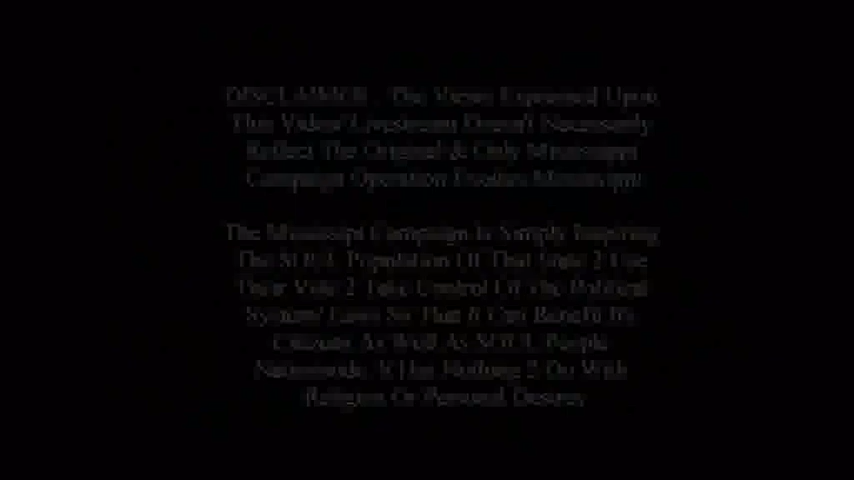 DISCLAIMER : The Views Expressed Upon
This Video/ Livestream Doesn't Necessarily
Reflect The Original & Only Mississippi
Campaign Operation Exodus Mississippi
The Mississippi Campaign Is Simply Inspiring
The Population Of That State 2 Use
Their Vote 2 Take Control Of The Political
System/ Laws So That It Can Benefit Its
Citizens As Well As People
Nationwide. It Has Nothing 2 Do With
Religion Or Personal Desires